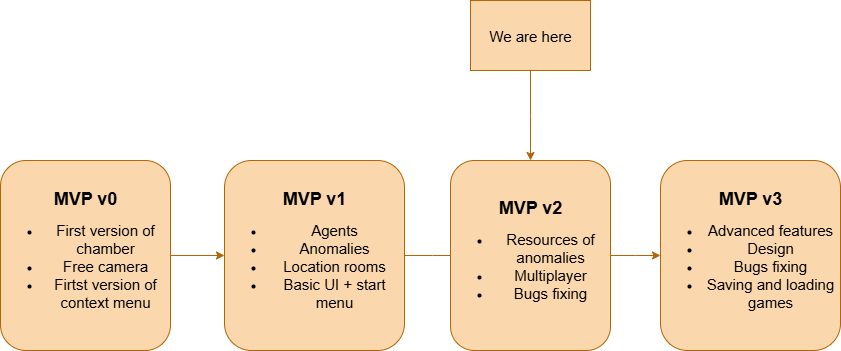 We are here
MVP v0
• First version of
chamber
• Free camera
• Firtst version of
context menu
MVP v1
• Agents
• Anomalies
• Location rooms
• Basic UI + start
menu
MVP v2
• Resources of
anomalies
• Multiplayer
• Bugs fixing
MVP v3
• Advanced features
• Design
• Bugs fixing
• Saving and loading
games